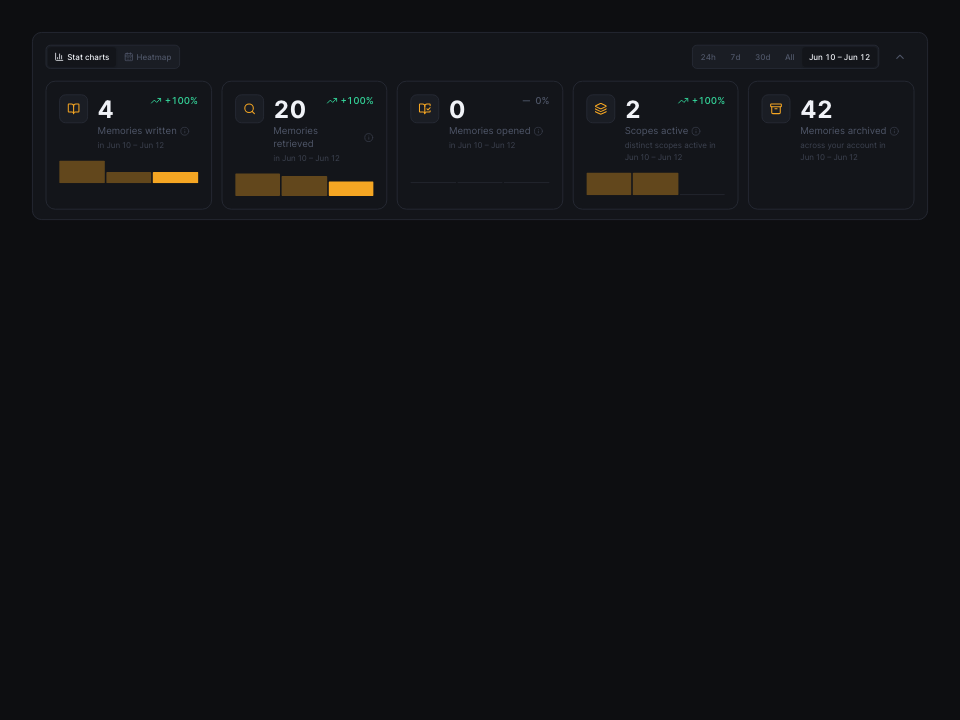 Stat charts
Heatmap
24h
7d
30d
All
Jun 10 – Jun 12
4
+100%
Memories written
in Jun 10 – Jun 12
20
+100%
Memories
retrieved
in Jun 10 – Jun 12
0
0%
Memories opened
in Jun 10 – Jun 12
2
+100%
Scopes active
distinct scopes active in
Jun 10 – Jun 12
42
Memories archived
across your account in
Jun 10 – Jun 12